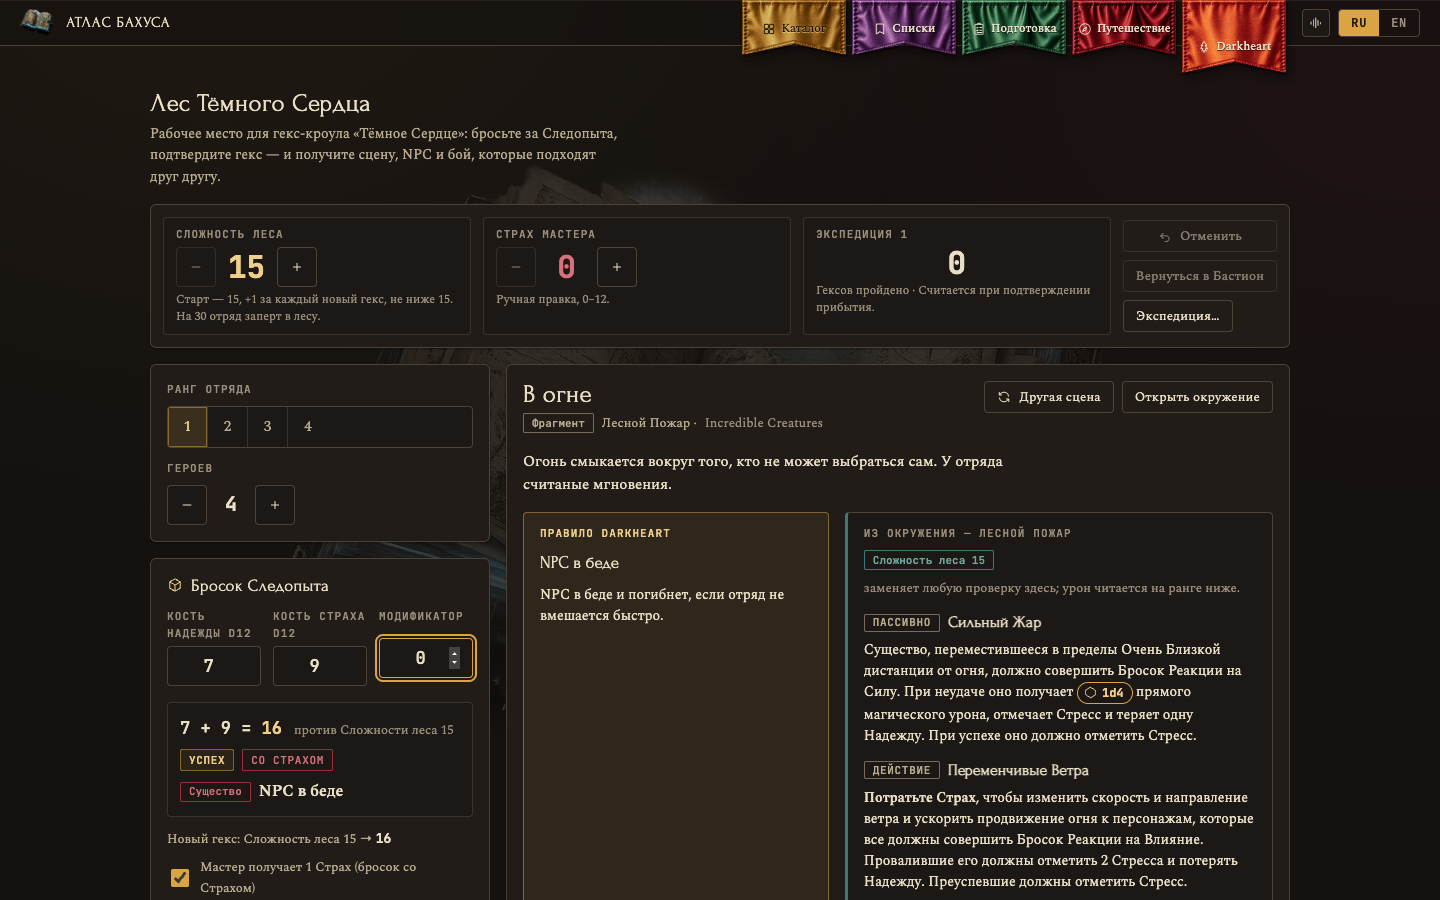 АТЛАС БАХУСА
Каталог
Списки
Подготовка
Путешествие
Darkheart
RU
EN
Лес Тёмного Сердца
Рабочее место для гекс-кроула «Тёмное Сердце»: бросьте за Следопыта,
подтвердите гекс — и получите сцену, NPC и бой, которые подходят
друг другу.
СЛОЖНОСТЬ ЛЕСА
− 15 +
Старт — 15, +1 за каждый новый гекс, не ниже 15.
На 30 отряд заперт в лесу.
СТРАХ МАСТЕРА
− 0 +
Ручная правка, 0–12.
ЭКСПЕДИЦИЯ 1
0
Гексов пройдено · Считается при подтверждении
прибытия.
Отменить
Вернуться в Бастион
Экспедиция…
РАНГ ОТРЯДА
1 2 3 4
ГЕРОЕВ
− 4 +
Бросок Следопыта
КОСТЬ
НАДЕЖДЫ D12
КОСТЬ СТРАХА
D12
МОДИФИКАТОР
7
9
0
7 + 9 = 16 против Сложности леса 15
УСПЕХ
СО СТРАХОМ
Существо NPC в беде
Новый гекс: Сложность леса 15 → 16
Мастер получает 1 Страх (бросок со
Страхом)
В огне
Фрагмент Лесной Пожар · Incredible Creatures
Другая сцена
Открыть окружение
Огонь смыкается вокруг того, кто не может выбраться сам. У отряда
считаные мгновения.
ПРАВИЛО DARKHEART
NPC в беде
NPC в беде и погибнет, если отряд не
вмешается быстро.
ИЗ ОКРУЖЕНИЯ — ЛЕСНОЙ ПОЖАР
Сложность леса 15
заменяет любую проверку здесь; урон читается на ранге ниже.
ПАССИВНО Сильный Жар
Существо, переместившееся в пределы Очень Близкой
дистанции от огня, должно совершить Бросок Реакции на
Силу. При неудаче оно получает 1d4 прямого
магического урона, отмечает Стресс и теряет одну
Надежду. При успехе оно должно отметить Стресс.
ДЕЙСТВИЕ Переменчивые Ветра
Потратьте Страх, чтобы изменить скорость и направление
ветра и ускорить продвижение огня к персонажам, которые
все должны совершить Бросок Реакции на Влияние.
Провалившие его должны отметить 2 Стресса и потерять
Надежду. Преуспевшие должны отметить Стресс.